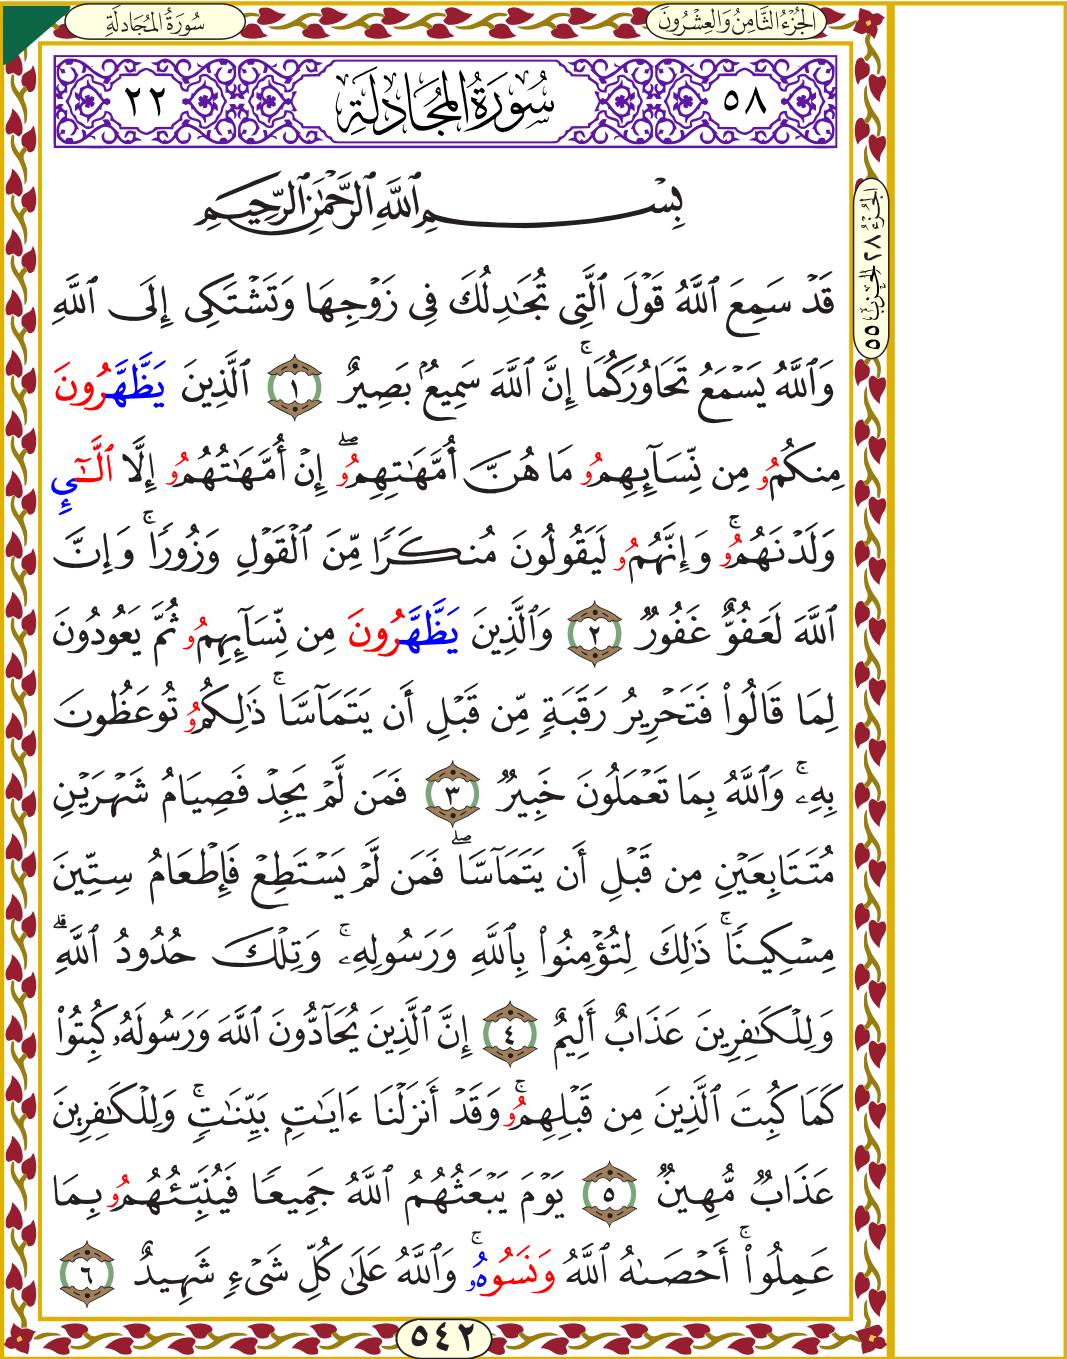 سُورَةُ المُجَادلَةِ
الجُزْءُ الثَّامِنُ وَالعِشْرُونَ
٥٨ سُورَةُ المُجَادلَةِ ٢٢
بِسْمِ ٱللَّهِ ٱلرَّحْمَٰنِ ٱلرَّحِيمِ
قَدْ سَمِعَ ٱللَّهُ قَوْلَ ٱلَّتِى تُجَٰدِلُكَ فِى زَوْجِهَا وَتَشْتَكِى إِلَى ٱللَّهِ
وَٱللَّهُ يَسْمَعُ تَحَاوُرَكُمَا ۚ إِنَّ ٱللَّهَ سَمِيعٌۢ بَصِيرٌ ١ ٱلَّذِينَ يَظَّهَّرُونَ
مِنكُمُۥ مِن نِّسَآئِهِمُۥ مَا هُنَّ أُمَّهَٰتِهِمُۥ ۖ إِنْ أُمَّهَٰتُهُمُۥ إِلَّا ٱلَّٰٓـِٔى
وَلَدْنَهُمُۥ ۚ وَإِنَّهُمُۥ لَيَقُولُونَ مُنكَرًا مِّنَ ٱلْقَوْلِ وَزُورًا ۚ وَإِنَّ
ٱللَّهَ لَعَفُوٌّ غَفُورٌ ٢ وَٱلَّذِينَ يَظَّهَّرُونَ مِن نِّسَآئِهِمُۥ ثُمَّ يَعُودُونَ
لِمَا قَالُوا۟ فَتَحْرِيرُ رَقَبَةٍ مِّن قَبْلِ أَن يَتَمَآسَّا ۚ ذَٰلِكُمُۥ تُوعَظُونَ
بِهِۦ ۚ وَٱللَّهُ بِمَا تَعْمَلُونَ خَبِيرٌ ٣ فَمَن لَّمْ يَجِدْ فَصِيَامُ شَهْرَيْنِ
مُتَتَابِعَيْنِ مِن قَبْلِ أَن يَتَمَآسَّا ۖ فَمَن لَّمْ يَسْتَطِعْ فَإِطْعَامُ سِتِّينَ
مِسْكِينًا ۚ ذَٰلِكَ لِتُؤْمِنُوا۟ بِٱللَّهِ وَرَسُولِهِۦ ۚ وَتِلْكَ حُدُودُ ٱللَّهِ ۗ
وَلِلْكَٰفِرِينَ عَذَابٌ أَلِيمٌ ٤ إِنَّ ٱلَّذِينَ يُحَآدُّونَ ٱللَّهَ وَرَسُولَهُۥ كُبِتُوا۟
كَمَا كُبِتَ ٱلَّذِينَ مِن قَبْلِهِمُۥ ۚ وَقَدْ أَنزَلْنَا ءَايَٰتٍۭ بَيِّنَٰتٍ ۚ وَلِلْكَٰفِرِينَ
عَذَابٌ مُّهِينٌ ٥ يَوْمَ يَبْعَثُهُمُ ٱللَّهُ جَمِيعًا فَيُنَبِّئُهُمُۥ بِمَا
عَمِلُوٓا۟ ۚ أَحْصَىٰهُ ٱللَّهُ وَنَسُوهُۥ ۚ وَٱللَّهُ عَلَىٰ كُلِّ شَىْءٍ شَهِيدٌ ٦
الجُزْءُ ٢٨ الحِزْبُ ٥٥
٥٤٢